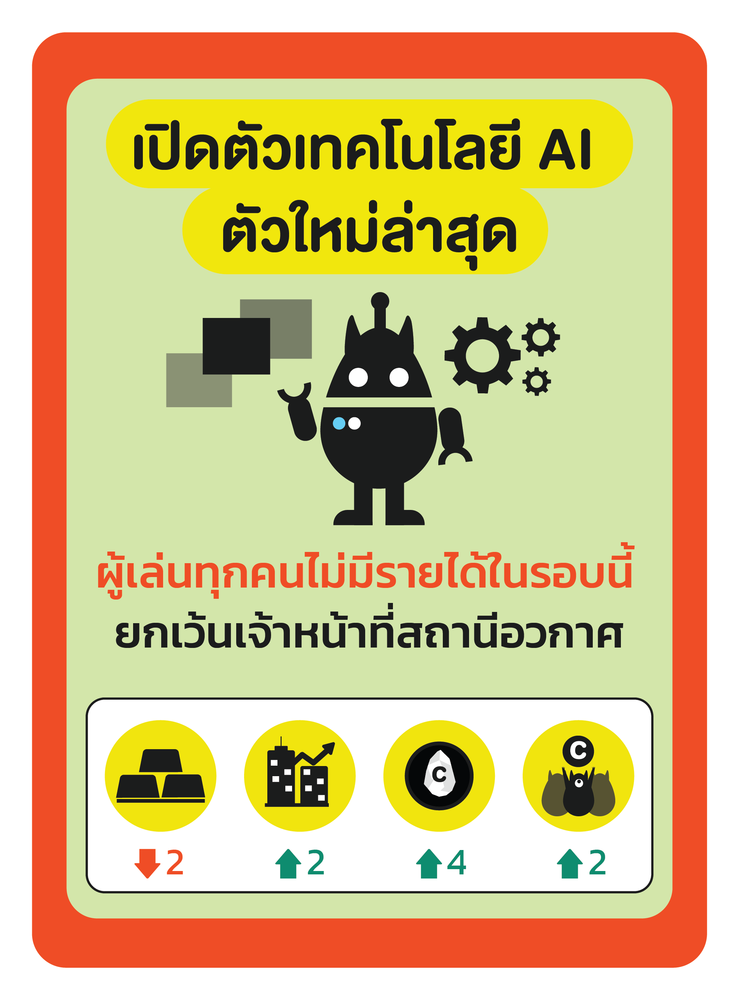 เปิดตัวเทคโนโลยี AI
ตัวใหม่ล่าสุด
ผู้เล่นทุกคนไม่มีรายได้ในรอบนี้
ยกเว้นเจ้าหน้าที่สถานีอวกาศ
C
C
2
2
4
2